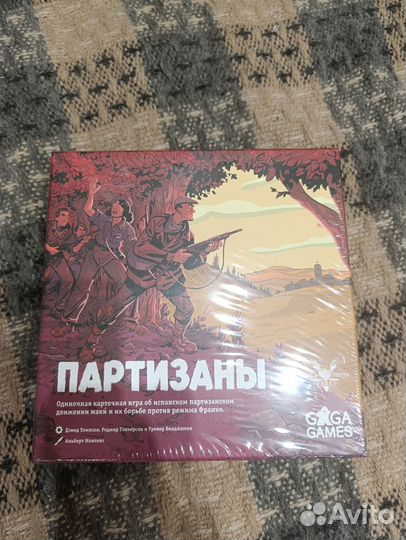 ПАРТИЗАНЫ
Одиночная карточная игра об испанском партизанском
движении маки и их борьбе против режима Франко.
Дэвид Томпсон, Роджер Танкерсли и Тревор Бенджамин
Альберт Монтейс
GAGA
GAMES
Avito